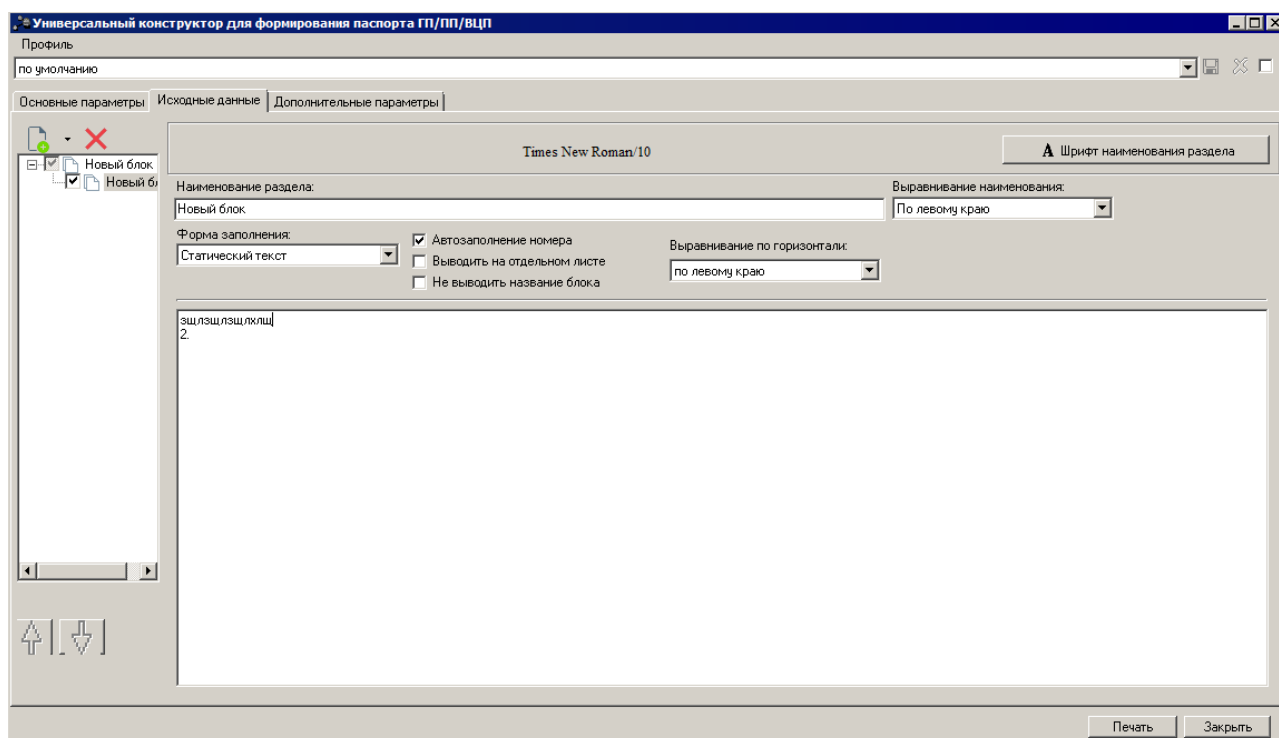 Универсальный конструктор для формирования паспорта ГП/ПП/ВЦП
Профиль
по умолчанию
Основные параметры Исходные данные Дополнительные параметры
Новый блок
Новый бл
Times New Roman/10
A Шрифт наименования раздела
Наименование раздела:
Выравнивание наименования:
Новый блок
По левому краю
Форма заполнения:
Статический текст
Автозаполнение номера
Выводить на отдельном листе
Не выводить название блока
Выравнивание по горизонтали:
по левому краю
зщлзщлзщлхлщ
2.
Печать Закрыть